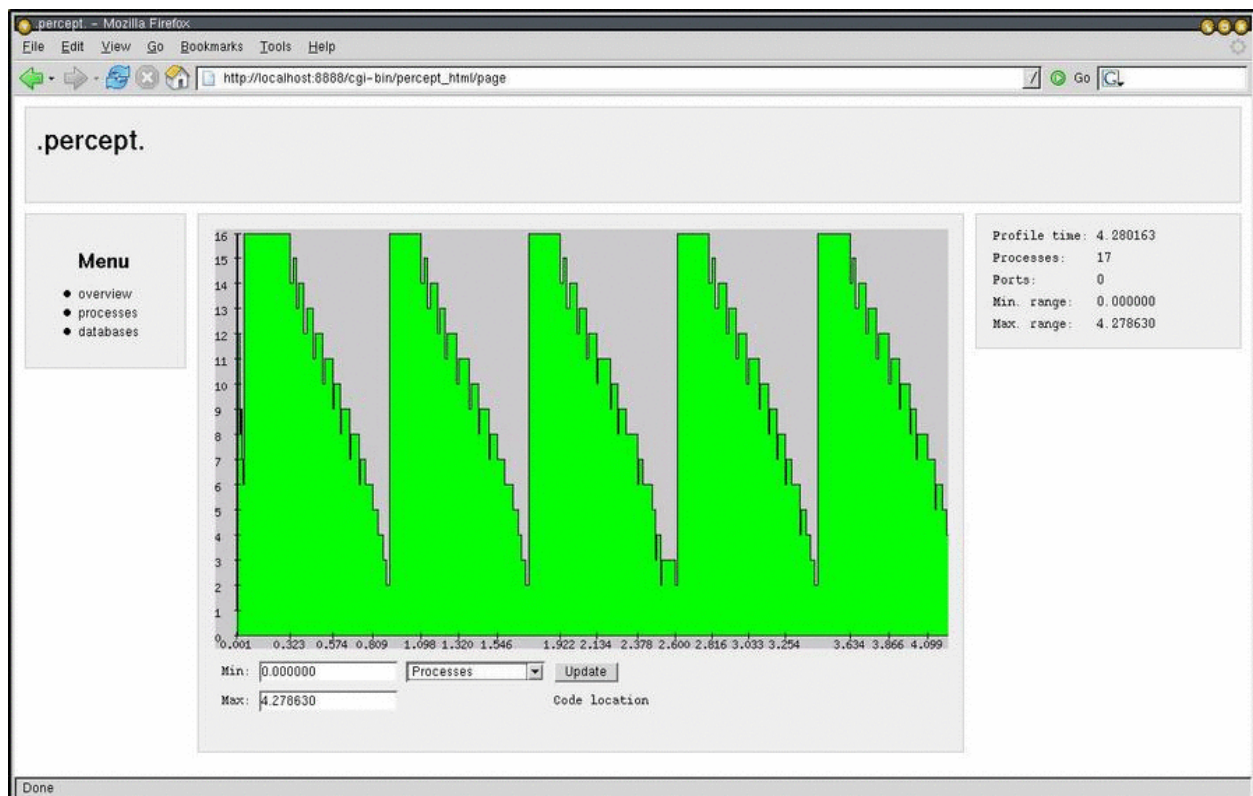 .percept. – Mozilla Firefox
File Edit View Go Bookmarks Tools Help
http://localhost:8888/cgi-bin/percept_html/page Go G
.percept.
Menu
overview
processes
databases
16
15
14
13
12
11
10
9
8
7
6
5
4
3
2
1
0
0.001 0.323 0.574 0.809 1.098 1.320 1.546 1.922 2.134 2.378 2.600 2.816 3.033 3.254 3.634 3.866 4.099
Min: 0.000000 Processes Update
Max: 4.278630 Code location
Profile time: 4.280163
Processes: 17
Ports: 0
Min. range: 0.000000
Max. range: 4.278630
Done